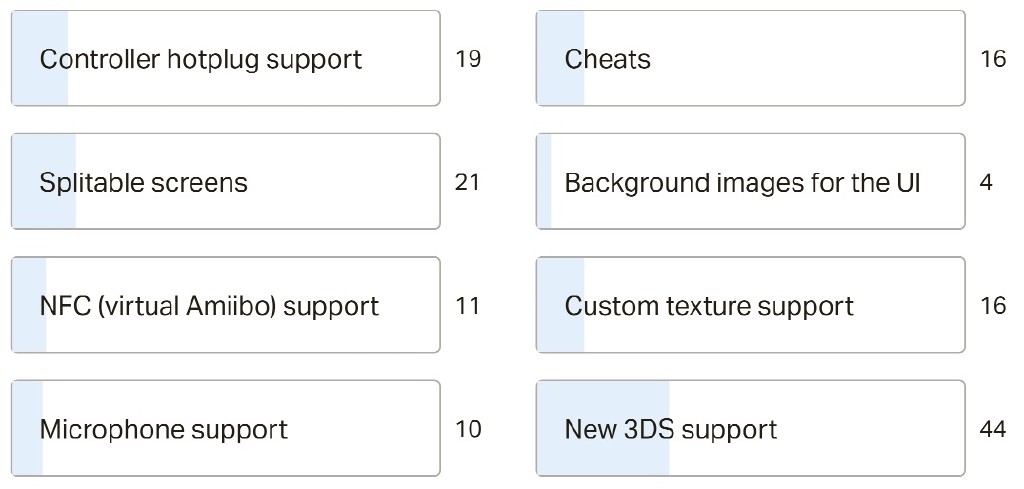 Controller hotplug support 19
Cheats 16
Splitable screens 21
Background images for the UI 4
NFC (virtual Amiibo) support 11
Custom texture support 16
Microphone support 10
New 3DS support 44